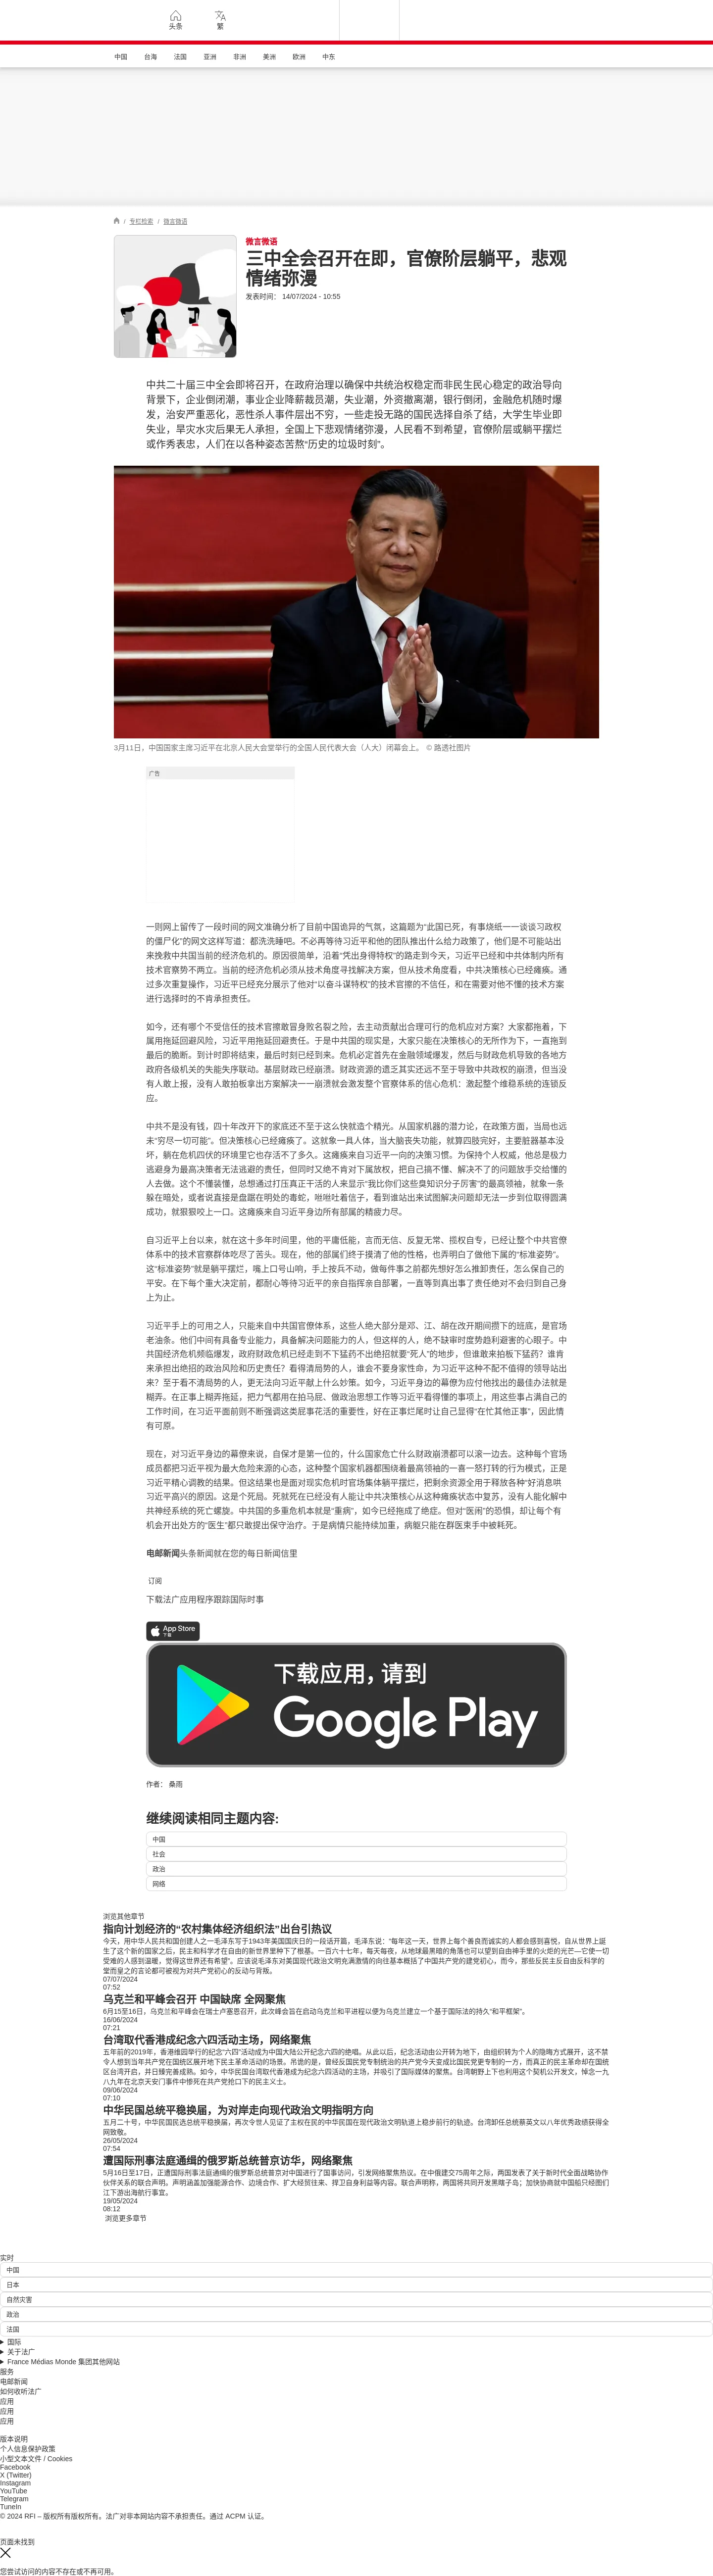 头条
繁
中国
台海
法国
亚洲
非洲
美洲
欧洲
中东
/ 专栏检索 / 微言微语
微言微语
三中全会召开在即，官僚阶层躺平，悲观
情绪弥漫
发表时间： 14/07/2024 - 10:55
中共二十届三中全会即将召开，在政府治理以确保中共统治权稳定而非民生民心稳定的政治导向
背景下，企业倒闭潮，事业企业降薪裁员潮，失业潮，外资撤离潮，银行倒闭，金融危机随时爆
发，治安严重恶化，恶性杀人事件层出不穷，一些走投无路的国民选择自杀了结，大学生毕业即
失业，旱灾水灾后果无人承担，全国上下悲观情绪弥漫，人民看不到希望，官僚阶层或躺平摆烂
或作秀表忠，人们在以各种姿态苦熬“历史的垃圾时刻”。
3月11日，中国国家主席习近平在北京人民大会堂举行的全国人民代表大会（人大）闭幕会上。 © 路透社图片
广告
一则网上留传了一段时间的网文准确分析了目前中国诡异的气氛，这篇题为“此国已死，有事烧纸一一谈谈习政权
的僵尸化”的网文这样写道：都洗洗睡吧。不必再等待习近平和他的团队推出什么给力政策了，他们是不可能站出
来挽救中共国当前的经济危机的。原因很简单，沿着“凭出身得特权”的路走到今天，习近平已经和中共体制内所有
技术官察势不两立。当前的经济危机必须从技术角度寻找解决方案，但从技术角度看，中共决策核心已经瘫痪。通
过多次重复操作，习近平已经充分展示了他对“以奋斗谋特权”的技术官擦的不信任，和在需要对他不懂的技术方案
进行选择时的不肯承担责任。
如今，还有哪个不受信任的技术官擦敢冒身败名裂之险，去主动贡献出合理可行的危机应对方案？大家都拖着，下
属用拖延回避风险，习近平用拖延回避责任。于是中共国的现实是，大家只能在决策核心的无所作为下，一直拖到
最后的脆断。到计时即将结束，最后时刻已经到来。危机必定首先在金融领域爆发，然后与财政危机导致的各地方
政府各级机关的失能失序联动。基层财政已经崩溃。财政资源的遗乏其实还远不至于导致中共政权的崩溃，但当没
有人敢上报，没有人敢拍板拿出方案解决一一崩溃就会激发整个官察体系的信心危机：激起整个维稳系统的连锁反
应。
中共不是没有钱，四十年改开下的家底还不至于这么快就造个精光。从国家机器的潜力论，在政策方面，当局也远
未“穷尽一切可能”。但决策核心已经瘫痪了。这就象一具人体，当大脑丧失功能，就算四肢完好，主要脏器基本没
坏，躺在危机四伏的环境里它也存活不了多久。这瘫痪来自习近平一向的决策习惯。为保持个人权威，他总是极力
逃避身为最高决策者无法逃避的责任，但同时又绝不肯对下属放权，把自己搞不懂、解决不了的问题放手交给懂的
人去做。这个不懂装懂，总想通过打压真正干活的人来显示“我比你们这些臭知识分子厉害”的最高领袖，就象一条
躲在暗处，或者说直接是盘踞在明处的毒蛇，咝咝吐着信子，看到谁站出来试图解决问题却无法一步到位取得圆满
成功，就狠狠咬上一口。这瘫痪来自习近平身边所有部属的精疲力尽。
自习近平上台以来，就在这十多年时间里，他的平庸低能，言而无信、反复无常、揽权自专，已经让整个中共官僚
体系中的技术官察群体吃尽了苦头。现在，他的部属们终于摸清了他的性格，也弄明白了做他下属的“标准姿势”。
这“标准姿势”就是躺平摆烂，嘴上口号山响，手上按兵不动，做每件事之前都先想好怎么推卸责任，怎么保自己的
平安。在下每个重大决定前，都耐心等待习近平的亲自指挥亲自部署，一直等到真出事了责任绝对不会归到自己身
上为止。
习近平手上的可用之人，只能来自中共国官僚体系，这些人绝大部分是邓、江、胡在改开期间攒下的班底，是官场
老油条。他们中间有具备专业能力，具备解决问题能力的人，但这样的人，绝不缺审时度势趋利避害的心眼子。中
共国经济危机频临爆发，政府财政危机已经走到不下猛药不出绝招就要“死人”的地步，但谁敢来拍板下猛药？谁肯
来承担出绝招的政治风险和历史责任？看得清局势的人，谁会不要身家性命，为习近平这种不配不值得的领导站出
来？至于看不清局势的人，更无法向习近平献上什么妙策。如今，习近平身边的幕僚为应付他找出的最佳办法就是
糊弄。在正事上糊弄拖延，把力气都用在拍马屁、做政治思想工作等习近平看得懂的事项上，用这些事占满自己的
工作时间，在习近平面前则不断强调这类屁事花活的重要性，好在正事烂尾时让自己显得“在忙其他正事”，因此情
有可原。
现在，对习近平身边的幕僚来说，自保才是第一位的，什么国家危亡什么财政崩溃都可以滚一边去。这种每个官场
成员都把习近平视为最大危险来源的心态，这种整个国家机器都围绕着最高领袖的一喜一怒打转的行为模式，正是
习近平精心调教的结果。但这结果也是面对现实危机时官场集体躺平摆烂，把剩余资源全用于释放各种“好消息哄
习近平高兴的原因。这是个死局。死就死在已经没有人能让中共决策核心从这种瘫痪状态中复苏，没有人能化解中
共神经系统的死亡螺旋。中共国的多重危机本就是“重病”，如今已经拖成了绝症。但对“医闹”的恐惧，却让每个有
机会开出处方的“医生”都只敢提出保守治疗。于是病情只能持续加重，病躯只能在群医束手中被耗死。
电邮新闻头条新闻就在您的每日新闻信里
订阅
下载法广应用程序跟踪国际时事
App Store
下载
下载应用，请到
Google Play
作者： 桑雨
继续阅读相同主题内容:
中国
社会
政治
网络
浏览其他章节
指向计划经济的“农村集体经济组织法”出台引热议
今天，用中华人民共和国创建人之一毛泽东写于1943年美国国庆日的一段话开篇，毛泽东说：“每年这一天，世界上每个善良而诚实的人都会感到喜悦，自从世界上诞
生了这个新的国家之后，民主和科学才在自由的新世界里种下了根基。一百六十七年，每天每夜，从地球最黑暗的角落也可以望到自由神手里的火炬的光芒—它使一切
受难的人感到温暖，觉得这世界还有希望”。应该说毛泽东对美国现代政治文明充满激情的向往基本概括了中国共产党的建党初心，而今，那些反民主反自由反科学的
堂而皇之的言论都可被视为对共产党初心的反动与背叛。
07/07/2024
07:52
乌克兰和平峰会召开 中国缺席 全网聚焦
6月15至16日，乌克兰和平峰会在瑞士卢塞恩召开，此次峰会旨在启动乌克兰和平进程以便为乌克兰建立一个基于国际法的持久“和平框架”。
16/06/2024
07:21
台湾取代香港成纪念六四活动主场，网络聚焦
五年前的2019年，香港维园举行的纪念“六四”活动成为中国大陆公开纪念六四的绝唱。从此以后，纪念活动由公开转为地下，由组织转为个人的隐晦方式展开，这不禁
令人想到当年共产党在国统区展开地下民主革命活动的场景。吊诡的是，曾经反国民党专制统治的共产党今天变成比国民党更专制的一方，而真正的民主革命却在国统
区台湾开启，并日臻完善成熟。如今，中华民国台湾取代香港成为纪念六四活动的主场，并吸引了国际媒体的聚焦。台湾朝野上下也利用这个契机公开发文，悼念一九
八九年在北京天安门事件中惨死在共产党抢口下的民主义士。
09/06/2024
07:10
中华民国总统平稳换届，为对岸走向现代政治文明指明方向
五月二十号，中华民国民选总统平稳换届，再次令世人见证了主权在民的中华民国在现代政治文明轨道上稳步前行的轨迹。台湾卸任总统蔡英文以八年优秀政绩获得全
网致敬。
26/05/2024
07:54
遭国际刑事法庭通缉的俄罗斯总统普京访华，网络聚焦
5月16日至17日，正遭国际刑事法庭通缉的俄罗斯总统普京对中国进行了国事访问，引发网络聚焦热议。在中俄建交75周年之际，两国发表了关于新时代全面战略协作
伙伴关系的联合声明。声明涵盖加强能源合作、边境合作、扩大经贸往来、捍卫自身利益等内容。联合声明称，两国将共同开发黑瞎子岛；加快协商就中国船只经图们
江下游出海航行事宜。
19/05/2024
08:12
浏览更多章节
实时
中国
日本
自然灾害
政治
法国
国际
关于法广
France Médias Monde 集团其他网站
服务
电邮新闻
如何收听法广
应用
应用
应用
版本说明
个人信息保护政策
小型文本文件 / Cookies
Facebook
X (Twitter)
Instagram
YouTube
Telegram
TuneIn
© 2024 RFI – 版权所有版权所有。法广对非本网站内容不承担责任。通过 ACPM 认证。
页面未找到
您尝试访问的内容不存在或不再可用。